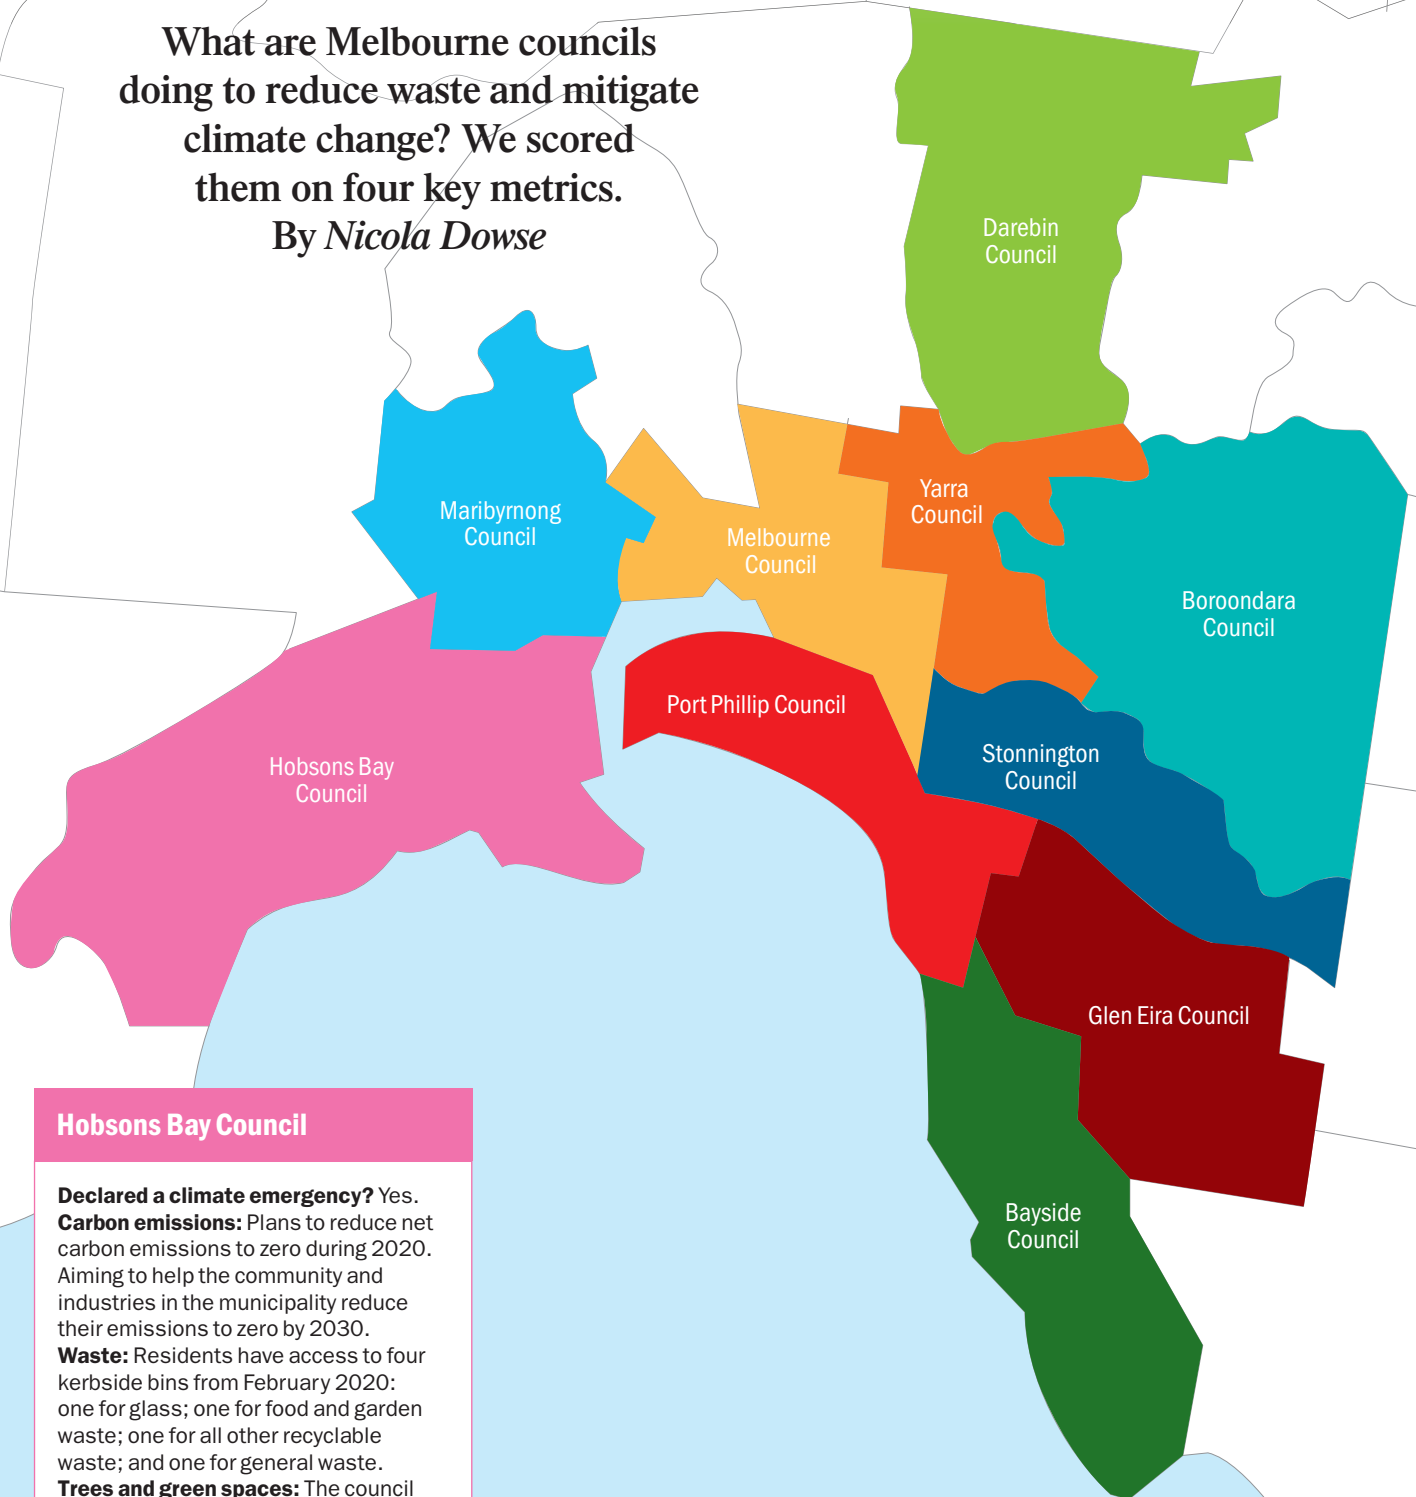 What are Melbourne councils
doing to reduce waste and mitigate
climate change? We scored
them on four key metrics.
By Nicola Dowse
Darebin
Council
Maribyrnong
Council
Melbourne
Council
Yarra
Council
Boroondara
Council
Port Phillip Council
Stonnington
Council
Hobsons Bay
Council
Glen Eira Council
Bayside
Council
Hobsons Bay Council
Declared a climate emergency? Yes.
Carbon emissions: Plans to reduce net
carbon emissions to zero during 2020.
Aiming to help the community and
industries in the municipality reduce
their emissions to zero by 2030.
Waste: Residents have access to four
kerbside bins from February 2020:
one for glass; one for food and garden
waste; one for all other recyclable
waste; and one for general waste.
Trees and green spaces: The council